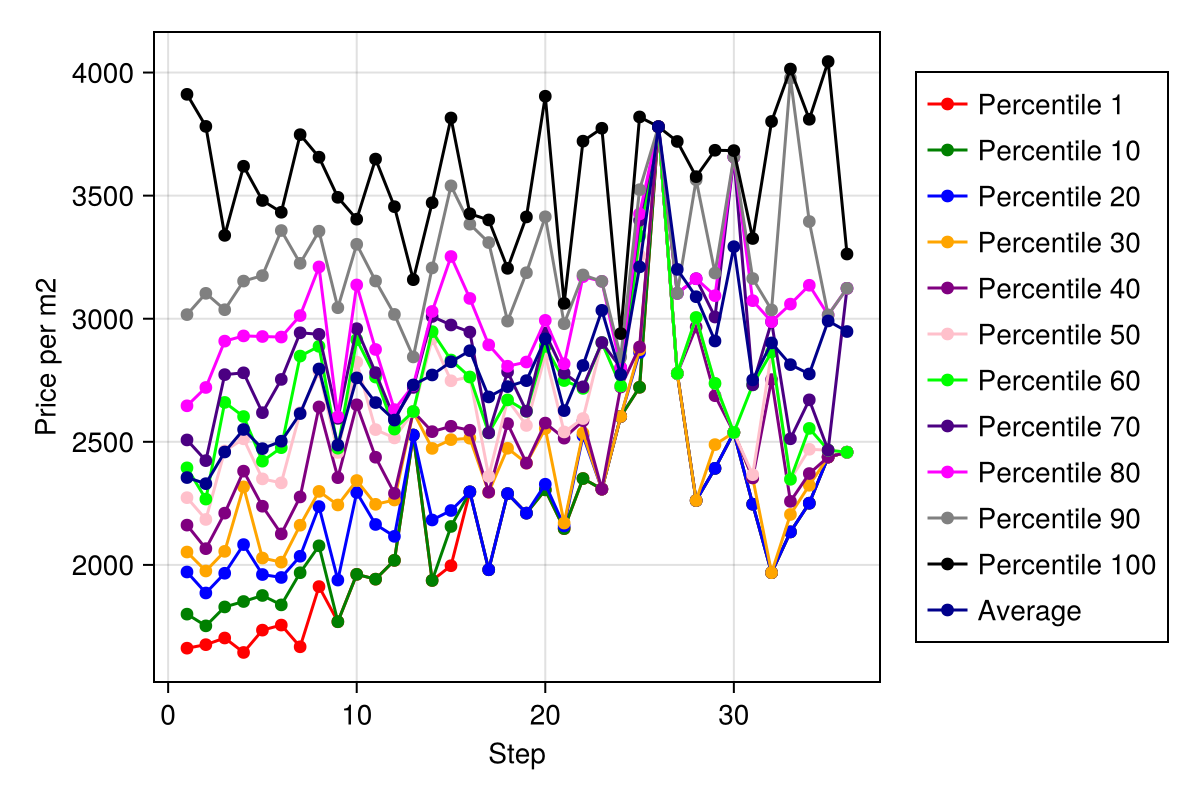 4000
3500
3000
2500
2000
Price per m2
0
10
20
30
Step
Percentile 1
Percentile 10
Percentile 20
Percentile 30
Percentile 40
Percentile 50
Percentile 60
Percentile 70
Percentile 80
Percentile 90
Percentile 100
Average